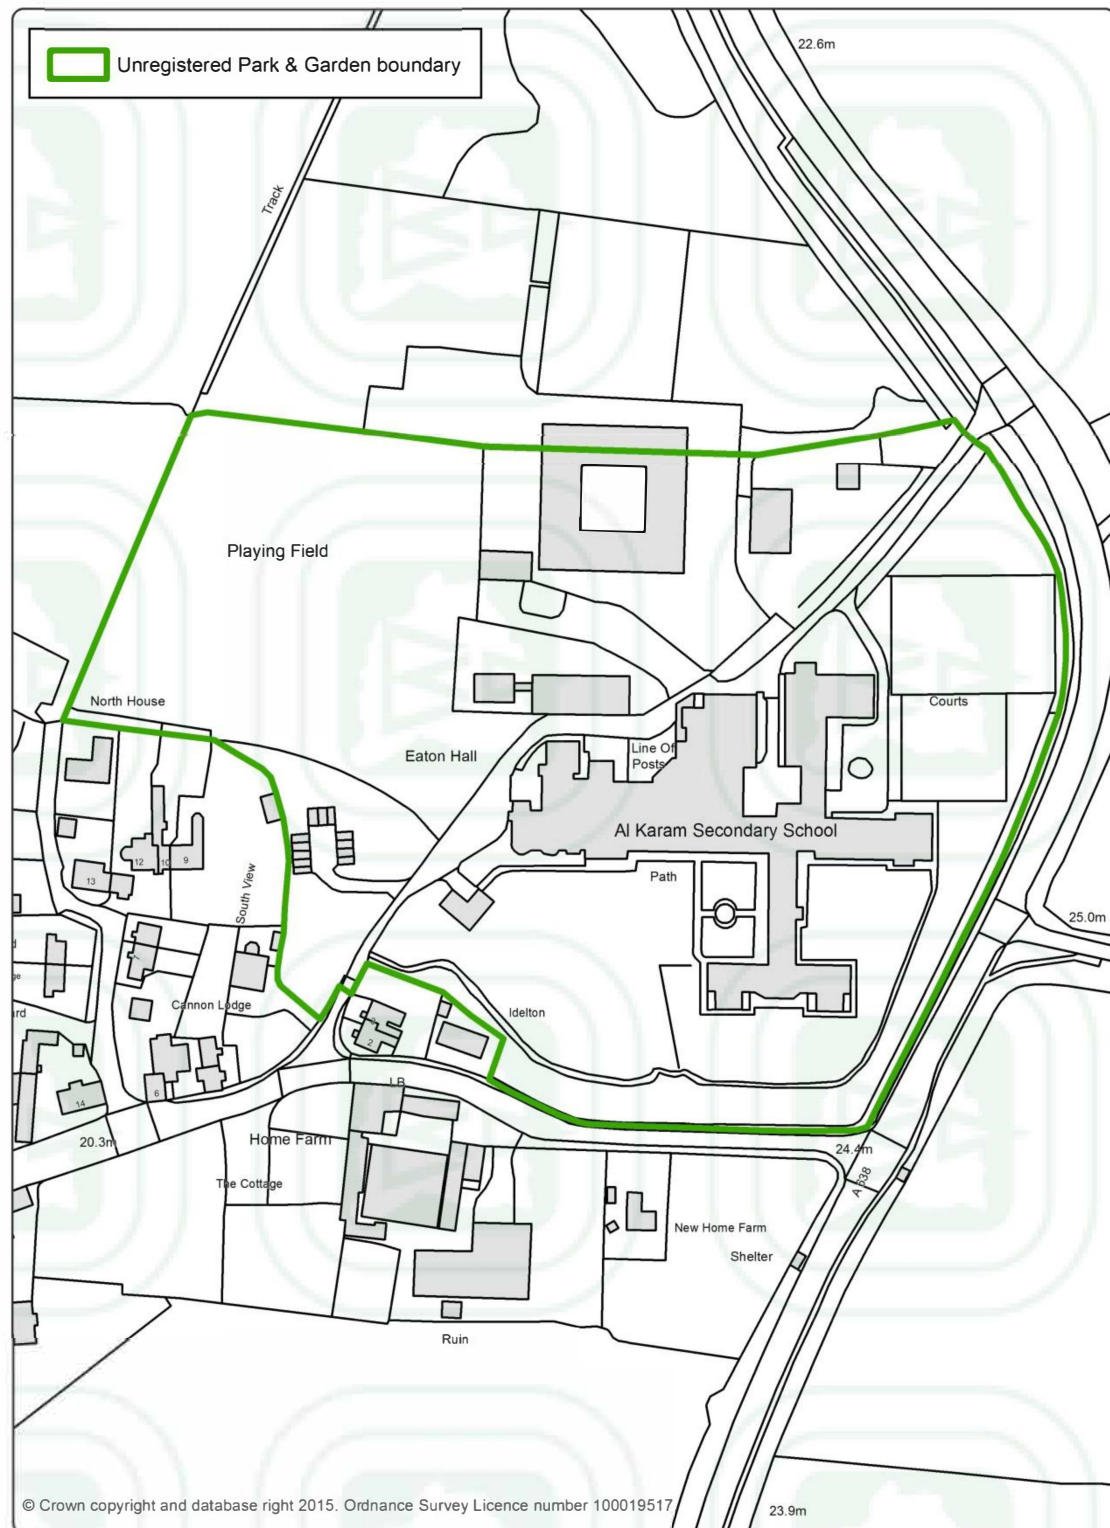 22.6m
Unregistered Park & Garden boundary
Track
Playing Field
North House
Courts
Eaton Hall
Line Of
Posts
Al Karam Secondary School
12
10
9
13
Path
South View
25.0m
7
Cannon Lodge
Idelton
ard
2
6
14
LB
20.3m
Home Farm
24.4m
A 638
The Cottage
New Home Farm
Shelter
Ruin
© Crown copyright and database right 2015. Ordnance Survey Licence number 100019517
23.9m